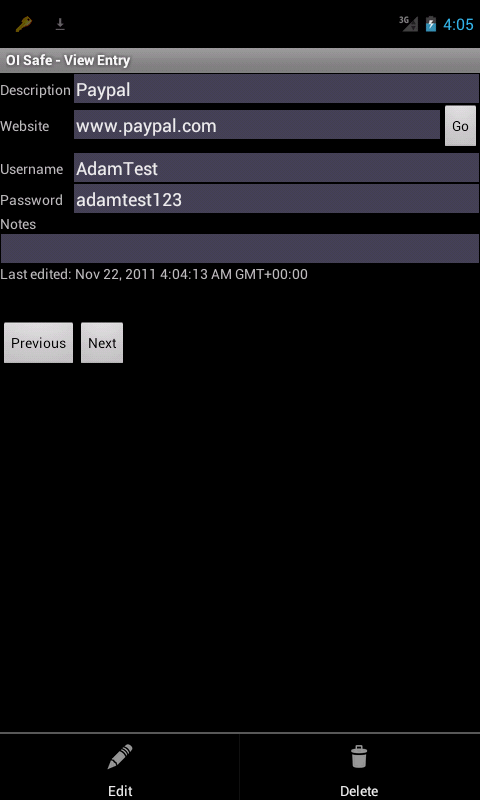 3G 4:05
OI Safe - View Entry
Description Paypal
Website www.paypal.com Go
Username AdamTest
Password adamtest123
Notes
Last edited: Nov 22, 2011 4:04:13 AM GMT+00:00
Previous Next
Edit Delete